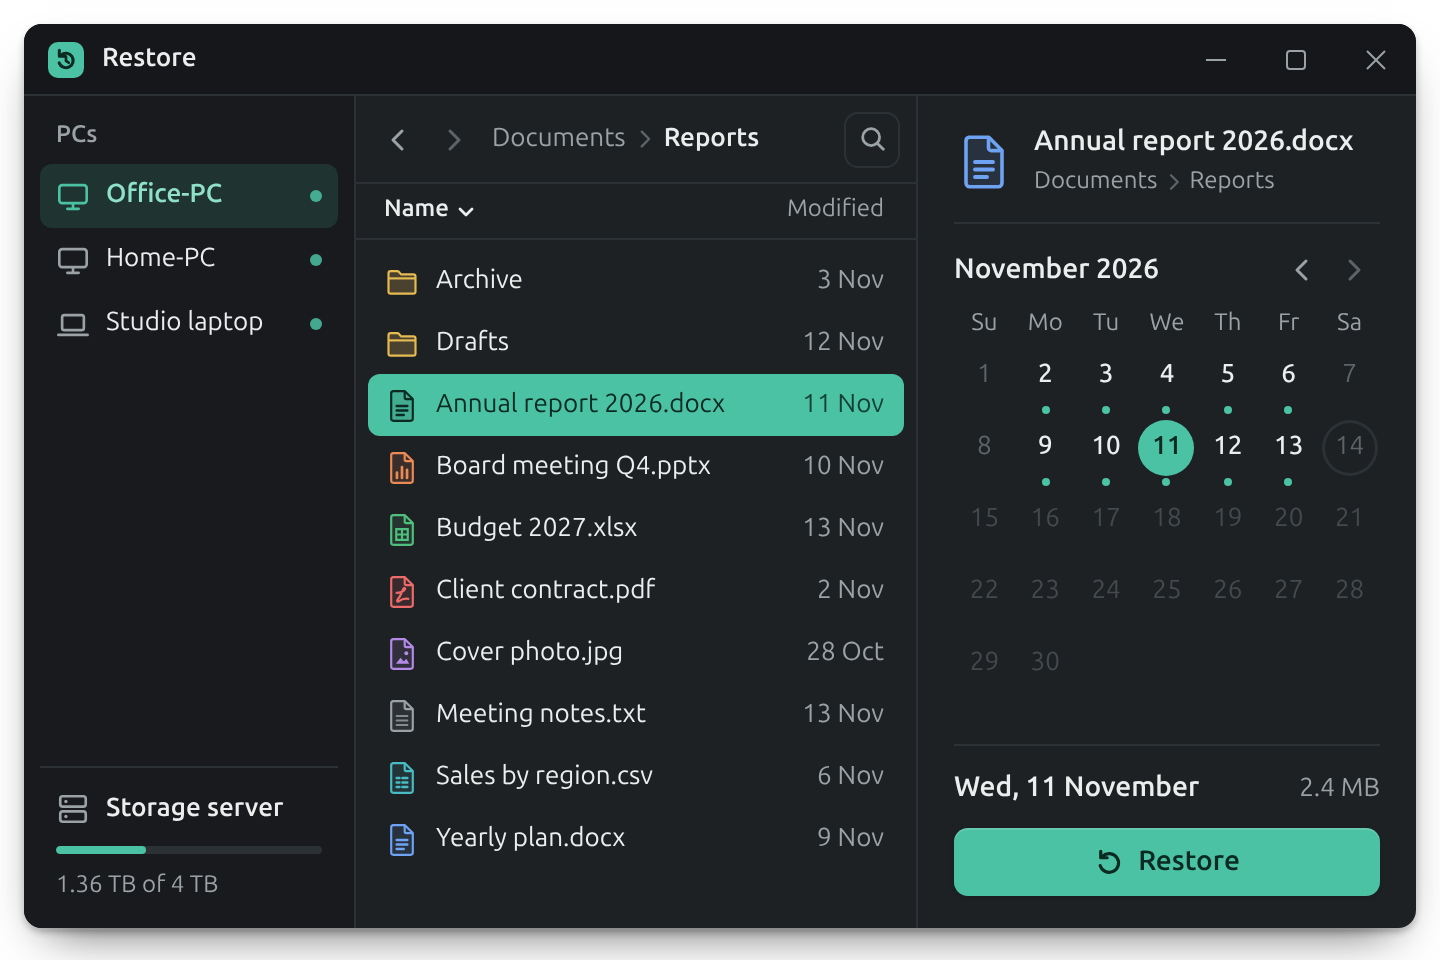 Restore
PCs
Office-PC
Home-PC
Studio laptop
Storage server
1.36 TB of 4 TB
Documents > Reports
Name Modified
Archive 3 Nov
Drafts 12 Nov
Annual report 2026.docx 11 Nov
Board meeting Q4.pptx 10 Nov
Budget 2027.xlsx 13 Nov
Client contract.pdf 2 Nov
Cover photo.jpg 28 Oct
Meeting notes.txt 13 Nov
Sales by region.csv 6 Nov
Yearly plan.docx 9 Nov
Annual report 2026.docx
Documents > Reports
November 2026
Su Mo Tu We Th Fr Sa
1 2 3 4 5 6 7
8 9 10 11 12 13 14
15 16 17 18 19 20 21
22 23 24 25 26 27 28
29 30
Wed, 11 November 2.4 MB
Restore